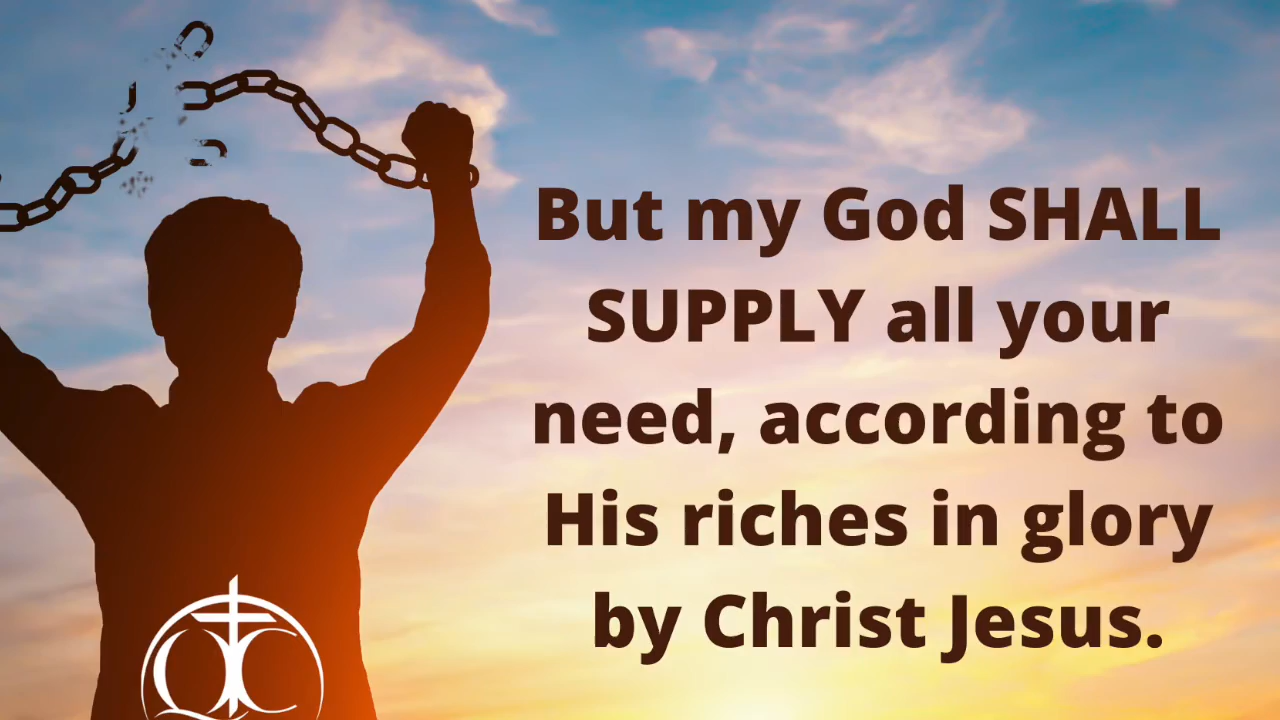 But my God SHALL
SUPPLY all your
need, according to
His riches in glory
by Christ Jesus.